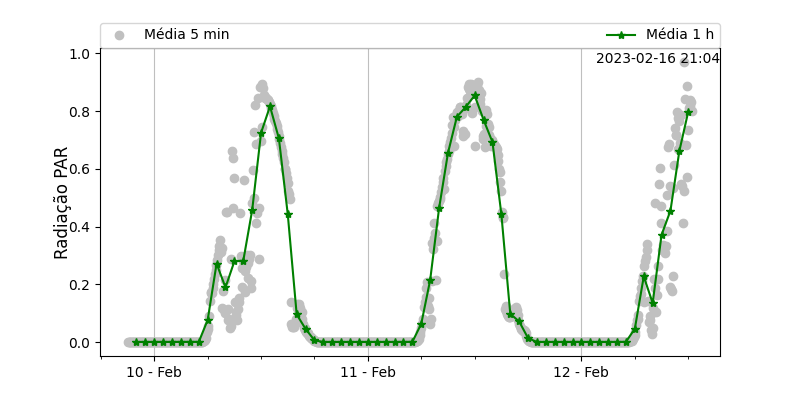 Média 5 min
Média 1 h
2023-02-16 21:04
Radiação PAR
1.0
0.8
0.6
0.4
0.2
0.0
10 - Feb
11 - Feb
12 - Feb